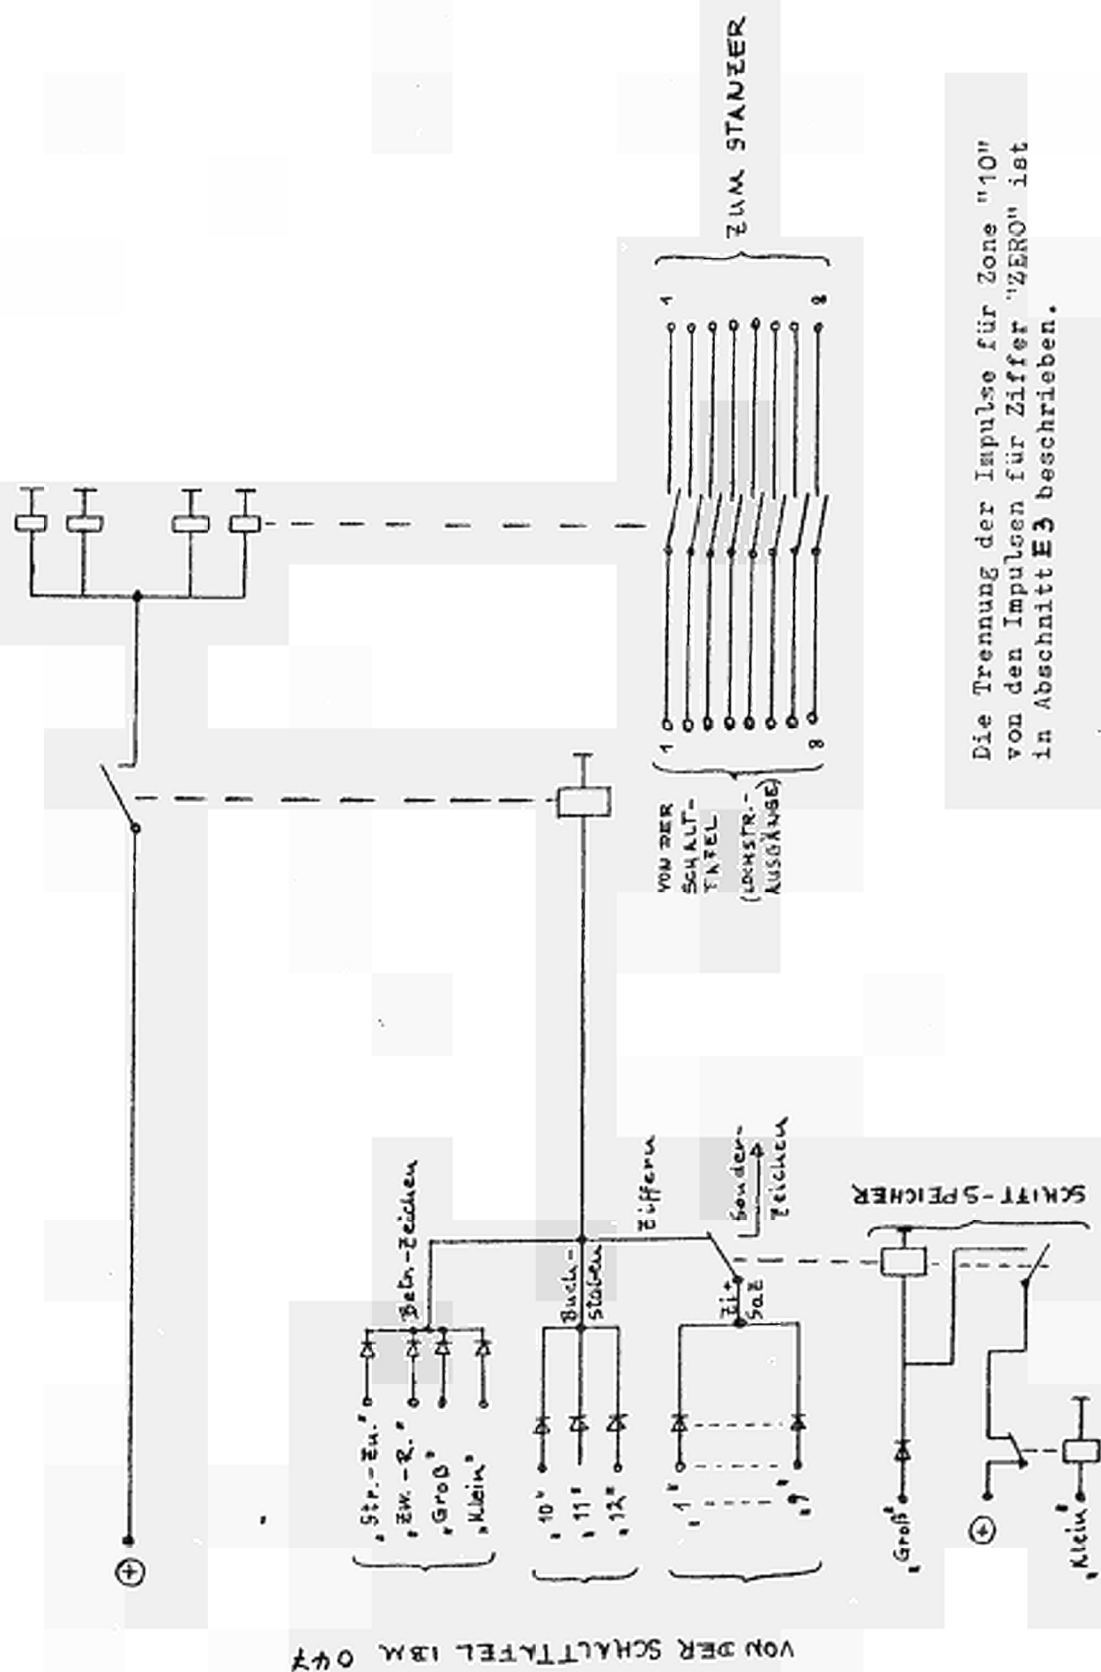 VON DER SCHALTTAFEL IBM 047
⊕
„Str.-Zu."
„Zw.-R."
„Groß"
„Klein"
Betr.-Zeichen
„10"
„11"
„12"
Buch-
staben
„1"
„9"
Zi+
Saz
Ziffern
Sonder-
zeichen
„Groß"
⊕
„Klein"
SCHIFT-SPEICHER
VON DER
SCHALT-
TAFEL
(LOCHSTR.-
AUSGÄNGE)
1
8
1
8
ZUM STANZER
Die Trennung der Impulse für Zone "10"
von den Impulsen für Ziffer "ZERO" ist
in Abschnitt E3 beschrieben.